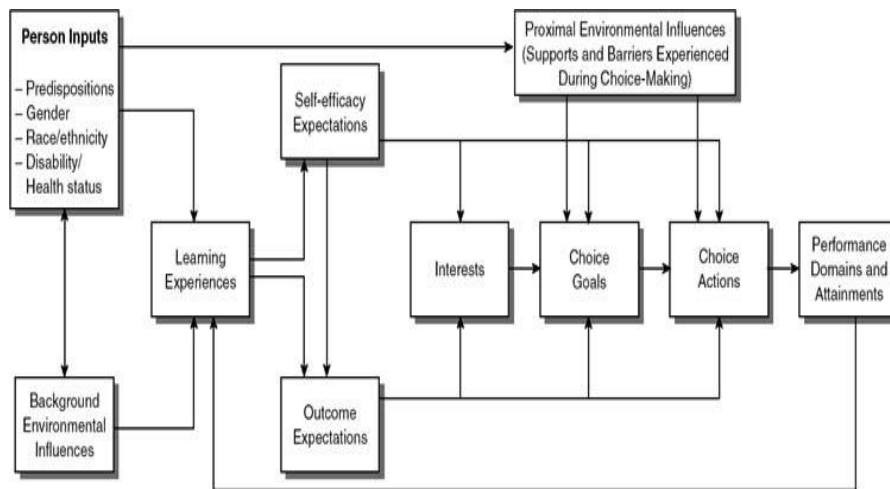 Person Inputs
– Predispositions
– Gender
– Race/ethnicity
– Disability/
Health status
Proximal Environmental Influences
(Supports and Barriers Experienced
During Choice-Making)
Self-efficacy
Expectations
Learning
Experiences
Interests
Choice
Goals
Choice
Actions
Performance
Domains and
Attainments
Background
Environmental
Influences
Outcome
Expectations